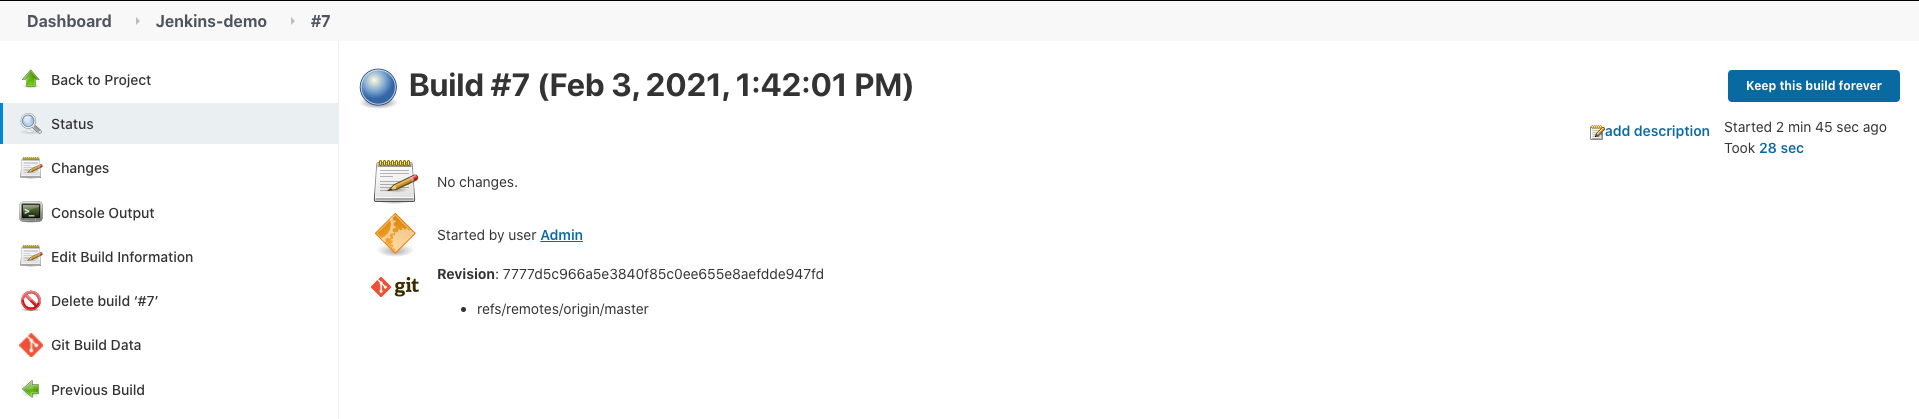 Dashboard
Jenkins-demo
#7
Back to Project
Status
Changes
Console Output
Edit Build Information
Delete build ‘#7’
Git Build Data
Previous Build
Build #7 (Feb 3, 2021, 1:42:01 PM)
Keep this build forever
add description
Started 2 min 45 sec ago
Took 28 sec
No changes.
Started by user Admin
git
Revision: 7777d5c966a5e3840f85c0ee655e8aefdde947fd
refs/remotes/origin/master